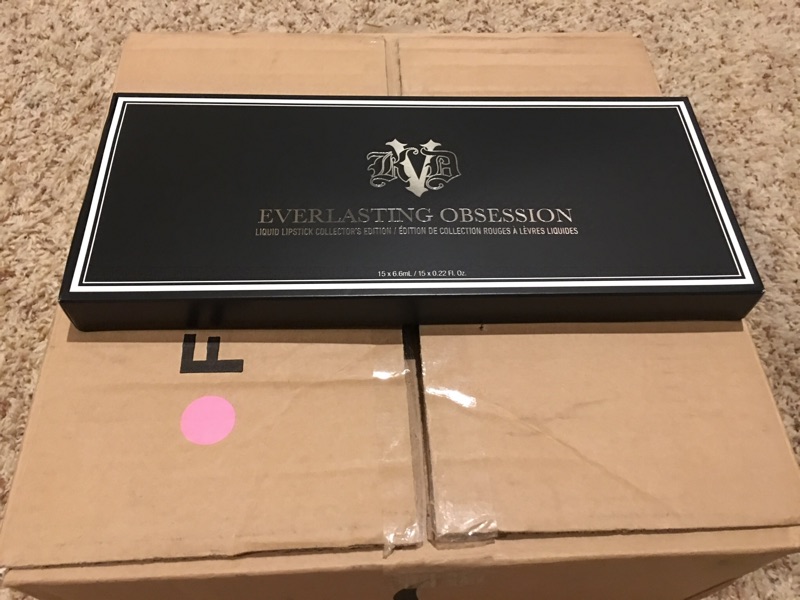 KVD
EVERLASTING OBSESSION
LIQUID LIPSTICK COLLECTOR'S EDITION / ÉDITION DE COLLECTION ROUGES À LÈVRES LIQUIDES
15 x 6.6mL / 15 x 0.22 Fl. Oz.
F